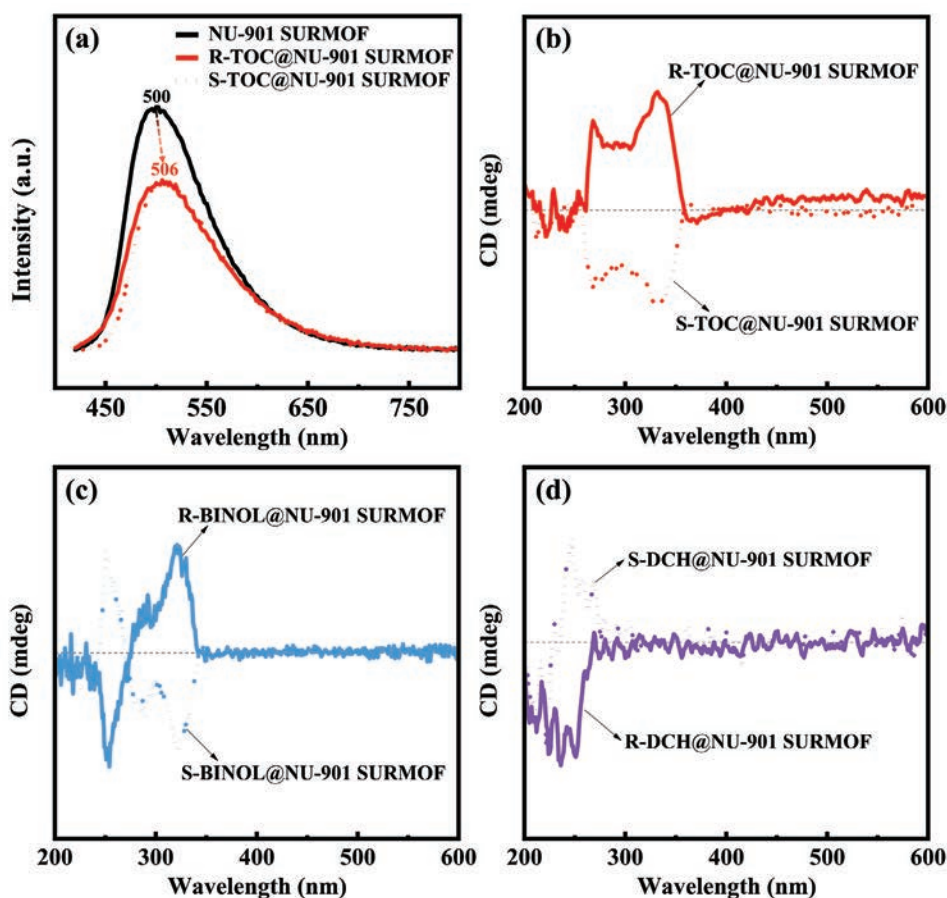 (a)
NU-901 SURMOF
R-TOC@NU-901 SURMOF
S-TOC@NU-901 SURMOF
500
506
Intensity (a.u.)
450 550 650 750
Wavelength (nm)
(b)
R-TOC@NU-901 SURMOF
S-TOC@NU-901 SURMOF
CD (mdeg)
200 300 400 500 600
Wavelength (nm)
(c)
R-BINOL@NU-901 SURMOF
S-BINOL@NU-901 SURMOF
CD (mdeg)
200 300 400 500 600
Wavelength (nm)
(d)
S-DCH@NU-901 SURMOF
R-DCH@NU-901 SURMOF
CD (mdeg)
200 300 400 500 600
Wavelength (nm)